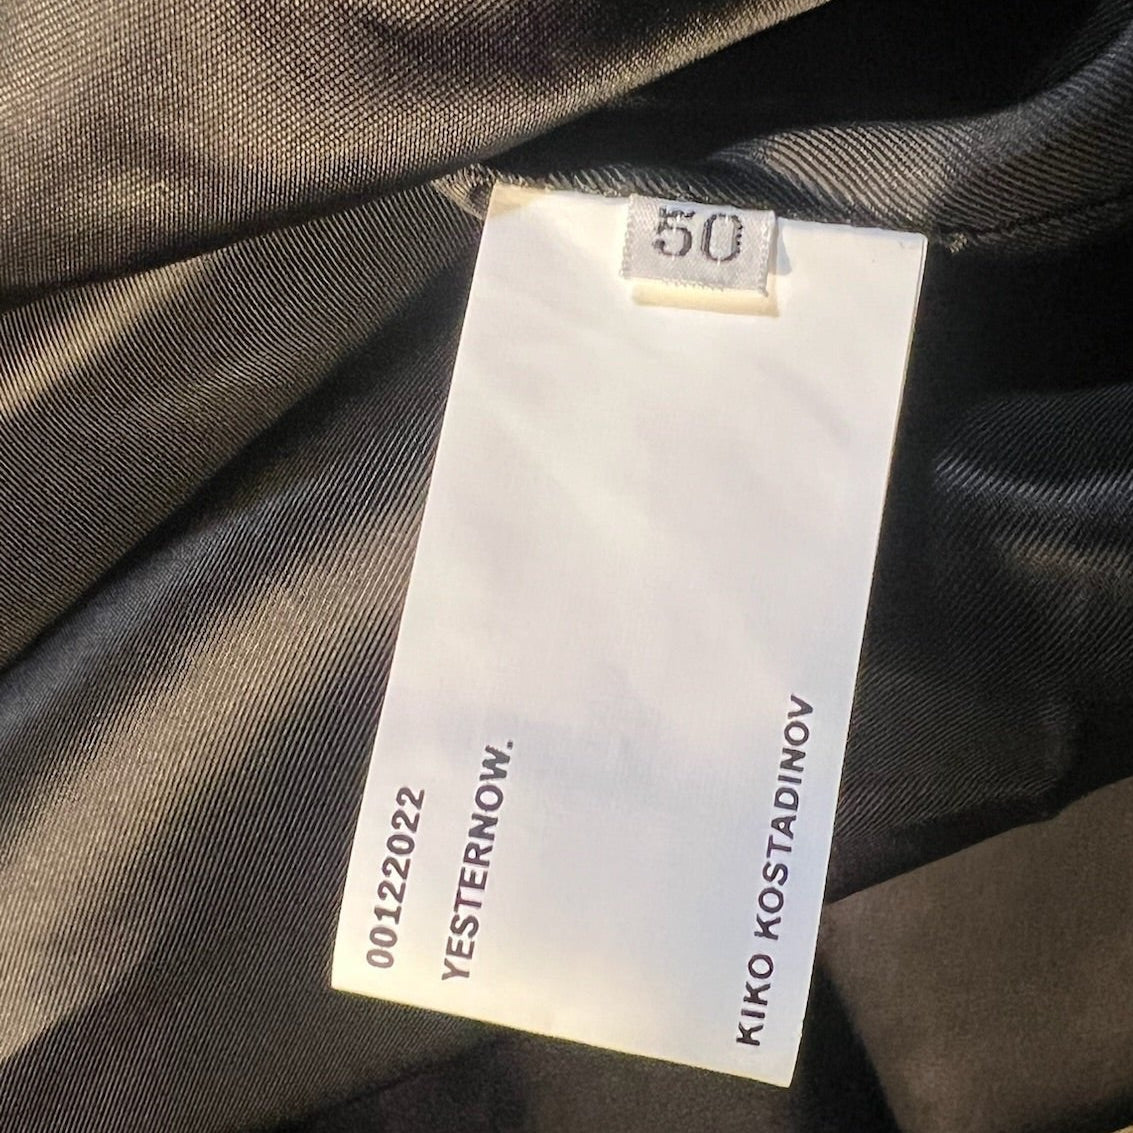 50
00122022
YESTERNOW.
KIKO KOSTADINOV